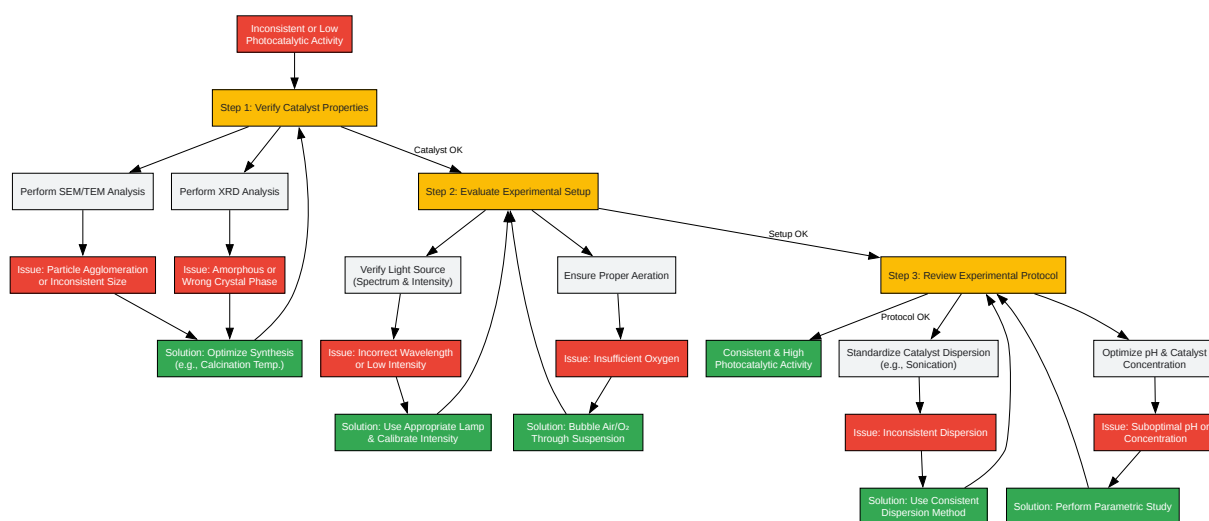 Inconsistent or Low
Photocatalytic Activity
Step 1: Verify Catalyst Properties
Catalyst OK
Perform SEM/TEM Analysis
Perform XRD Analysis
Step 2: Evaluate Experimental Setup
Setup OK
Issue: Particle Agglomeration
or Inconsistent Size
Issue: Amorphous or
Wrong Crystal Phase
Verify Light Source
(Spectrum & Intensity)
Ensure Proper Aeration
Step 3: Review Experimental Protocol
Protocol OK
Solution: Optimize Synthesis
(e.g., Calcination Temp.)
Issue: Incorrect Wavelength
or Low Intensity
Issue: Insufficient Oxygen
Consistent & High
Photocatalytic Activity
Standardize Catalyst Dispersion
(e.g., Sonication)
Optimize pH & Catalyst
Concentration
Solution: Use Appropriate Lamp
& Calibrate Intensity
Solution: Bubble Air/O₂
Through Suspension
Issue: Inconsistent Dispersion
Issue: Suboptimal pH or
Concentration
Solution: Use Consistent
Dispersion Method
Solution: Perform Parametric Study